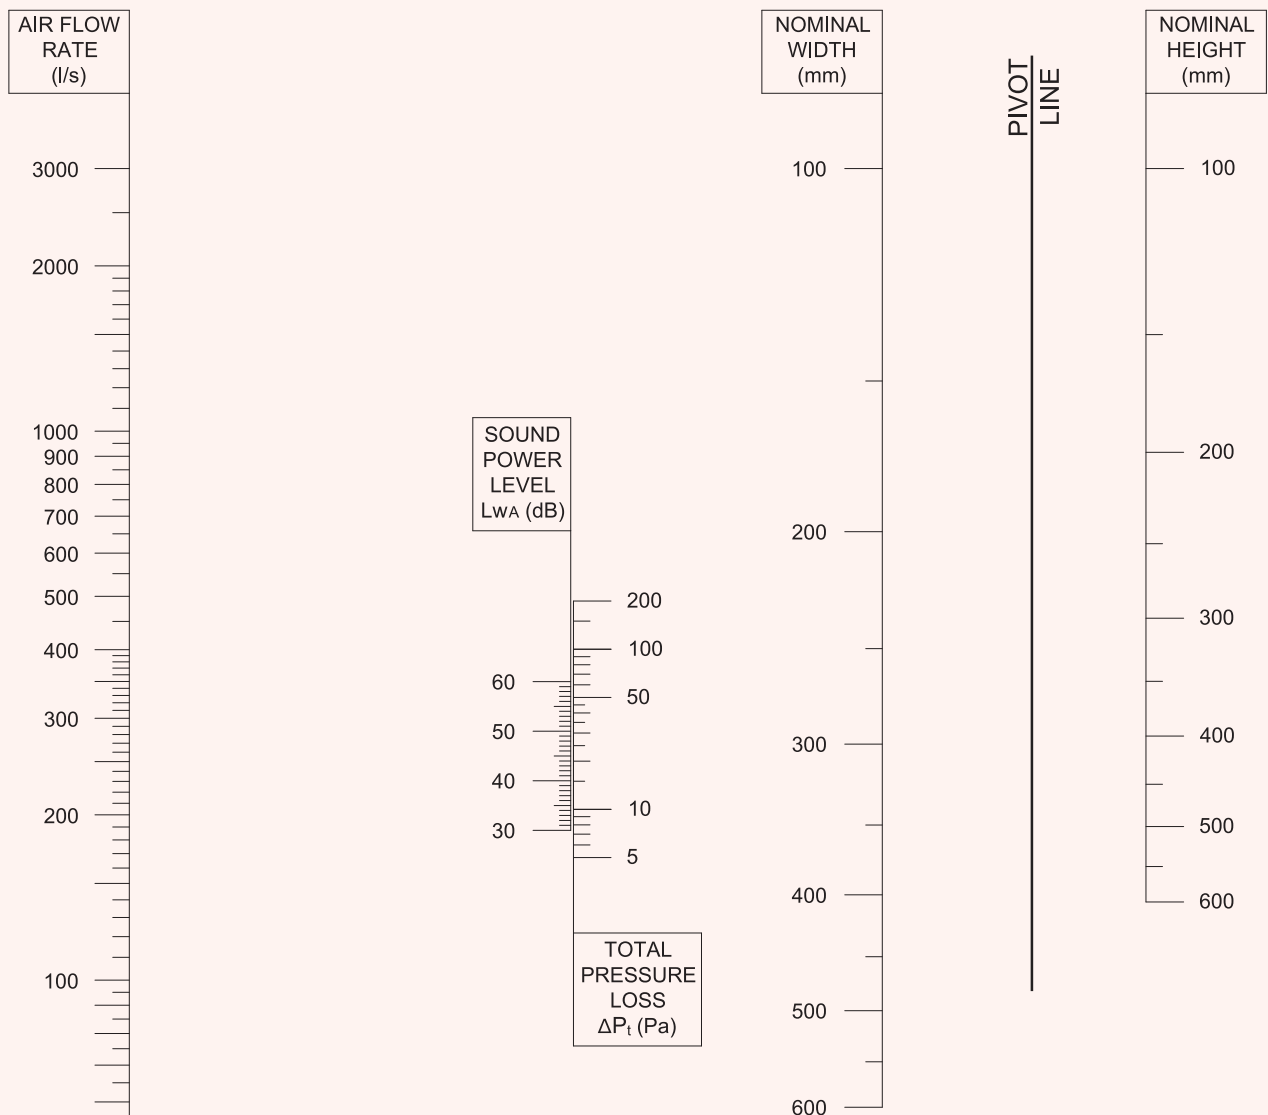 AIR FLOW
RATE
(l/s)
3000
2000
1000
900
800
700
600
500
400
300
200
100
SOUND
POWER
LEVEL
LWA (dB)
60
50
40
30
200
100
50
10
5
TOTAL
PRESSURE
LOSS
ΔPt (Pa)
NOMINAL
WIDTH
(mm)
100
200
300
400
500
600
PIVOT
LINE
NOMINAL
HEIGHT
(mm)
100
200
300
400
500
600